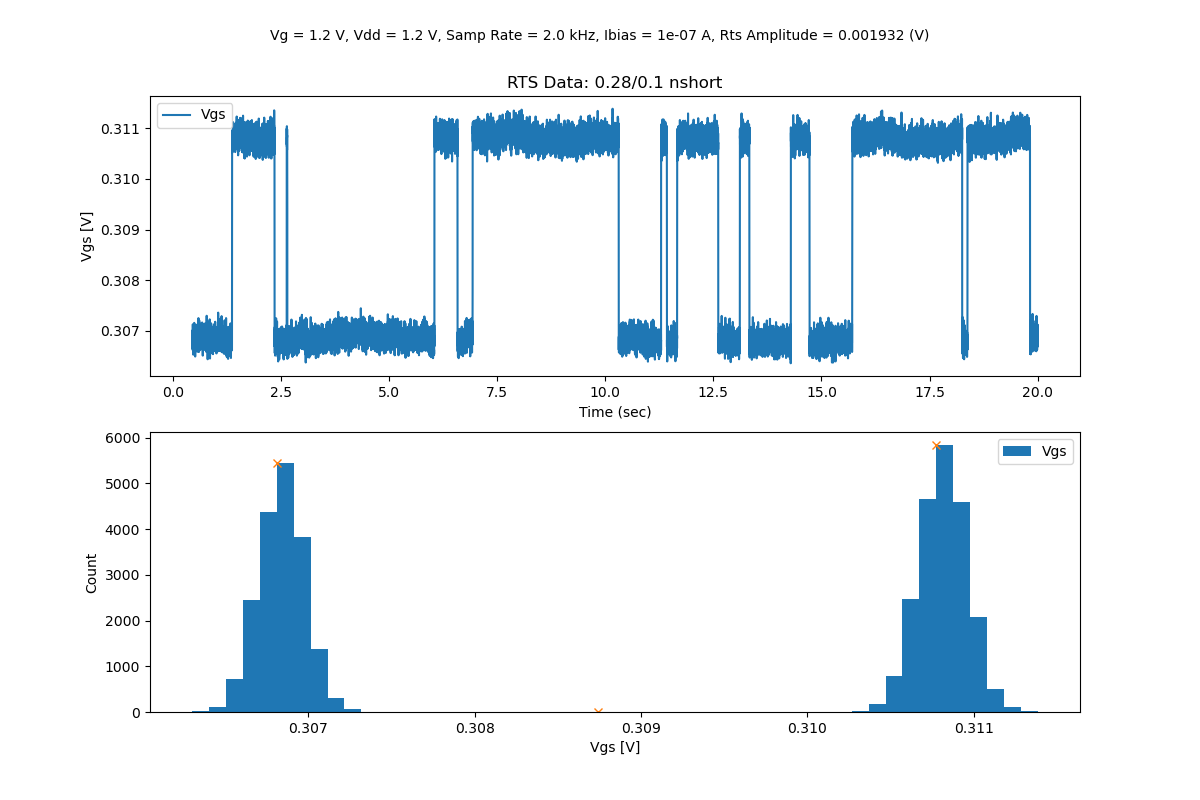 Vg = 1.2 V, Vdd = 1.2 V, Samp Rate = 2.0 kHz, Ibias = 1e-07 A, Rts Amplitude = 0.001932 (V)
RTS Data: 0.28/0.1 nshort
Vgs
0.311
0.310
0.309
0.308
0.307
Vgs [V]
0.0 2.5 5.0 7.5 10.0 12.5 15.0 17.5 20.0
Time (sec)
Vgs
6000
5000
4000
3000
2000
1000
0
Count
0.307 0.308 0.309 0.310 0.311
Vgs [V]